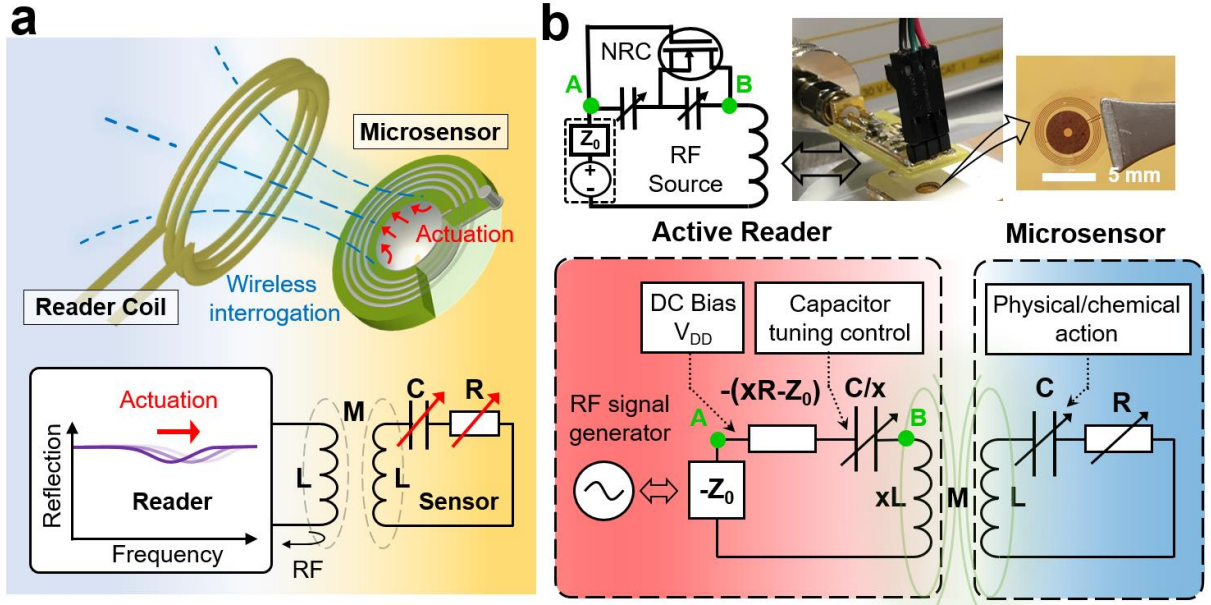 a
Microsensor
Actuation
Wireless
interrogation
Reader Coil
Actuation
Reflection
Reader
Frequency
RF
L
M
L
C
R
Sensor
b
NRC
A
B
Z₀
+
-
RF
Source
5 mm
Active Reader
Microsensor
DC Bias
V_DD
Capacitor
tuning control
Physical/chemical
action
RF signal
generator
-(xR-Z₀)
C/x
A
B
-Z₀
xL
M
L
C
R